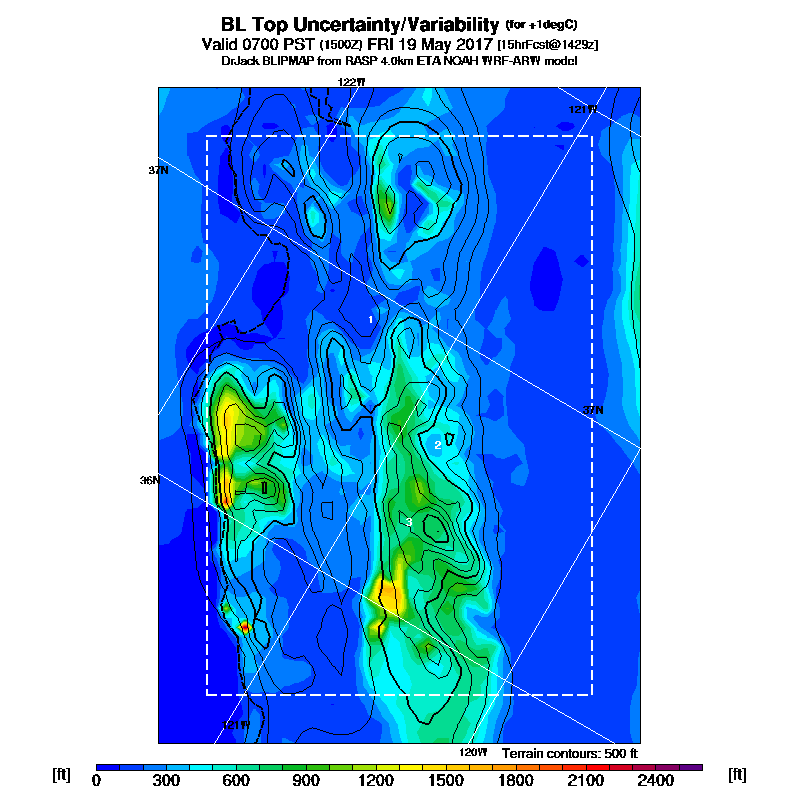 BL Top Uncertainty/Variability (for +1degC)
Valid 0700 PST (1500Z) FRI 19 May 2017 [15hrFcst@1429z]
DrJack BLIPMAP from RASP 4.0km ETA NOAH WRF-ARW model
122W
121W
37N
1
37N
2
36N
3
121W
120W Terrain contours: 500 ft
[ft] 0 300 600 900 1200 1500 1800 2100 2400 [ft]